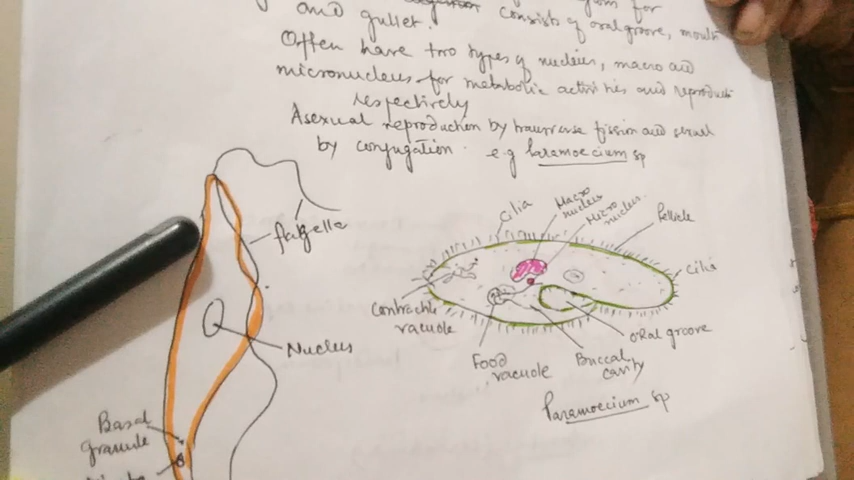 consists of oral groove, mouth
and gullet.
Often have two types of nucleus, macro and
micronucleus for metabolic activities and reproduct
respectively
Asexual reproduction by transverse fission and sexual
by conjugation. e.g Paramoecium sp
flagella
Nucleus
Basal
granule
Cilia
Macro
nucleus
Micro
nucleus
Pellicle
Cilia
Contractile
vacuole
Food
vacuole
Buccal
cavity
oral groove
Paramoecium sp